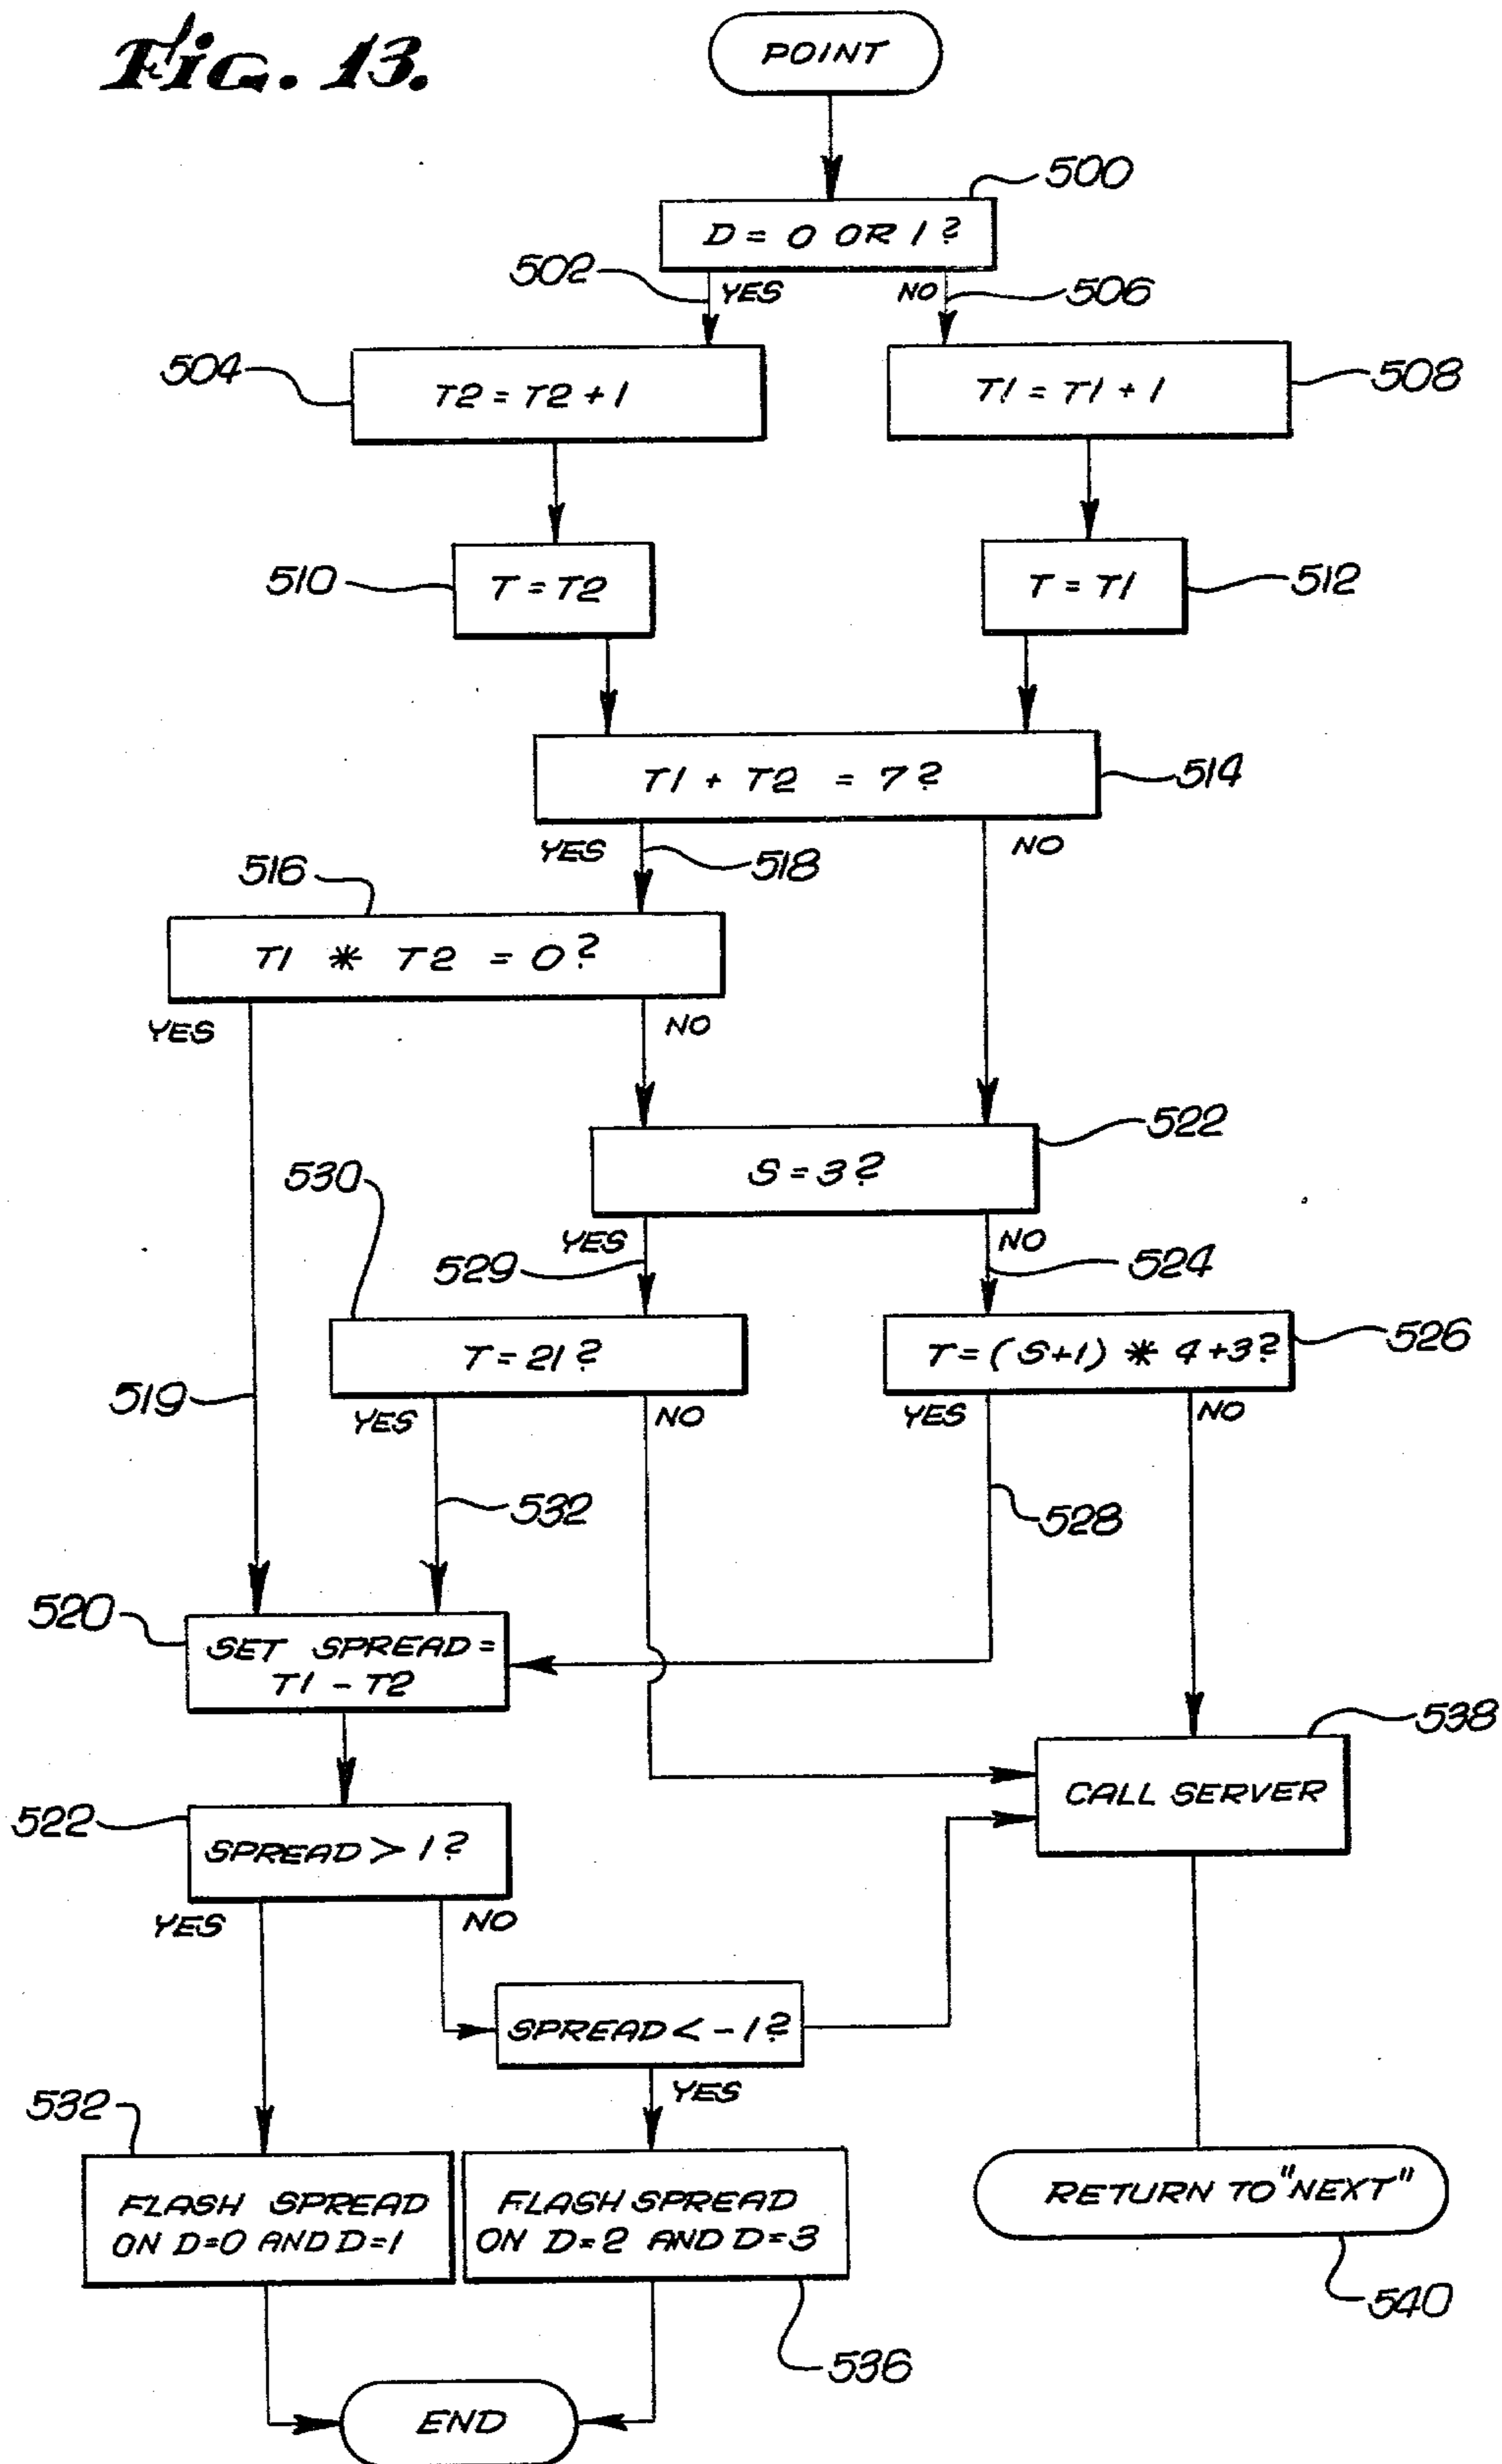 Fig. 13.
POINT
500
D = 0 OR 1?
502
YES
NO
506
504
T2 = T2 + 1
T1 = T1 + 1
508
510
T = T2
T = T1
512
T1 + T2 = 7?
514
YES
518
NO
516
T1 * T2 = 0?
YES
NO
522
S = 3?
530
YES
NO
529
524
T = 21?
T = (S+1) * 4+3?
526
519
YES
NO
YES
NO
532
528
520
SET SPREAD =
T1 - T2
538
CALL SERVER
522
SPREAD > 1?
YES
NO
SPREAD < -1?
YES
532
FLASH SPREAD
ON D=0 AND D=1
FLASH SPREAD
ON D=2 AND D=3
RETURN TO "NEXT"
540
536
END